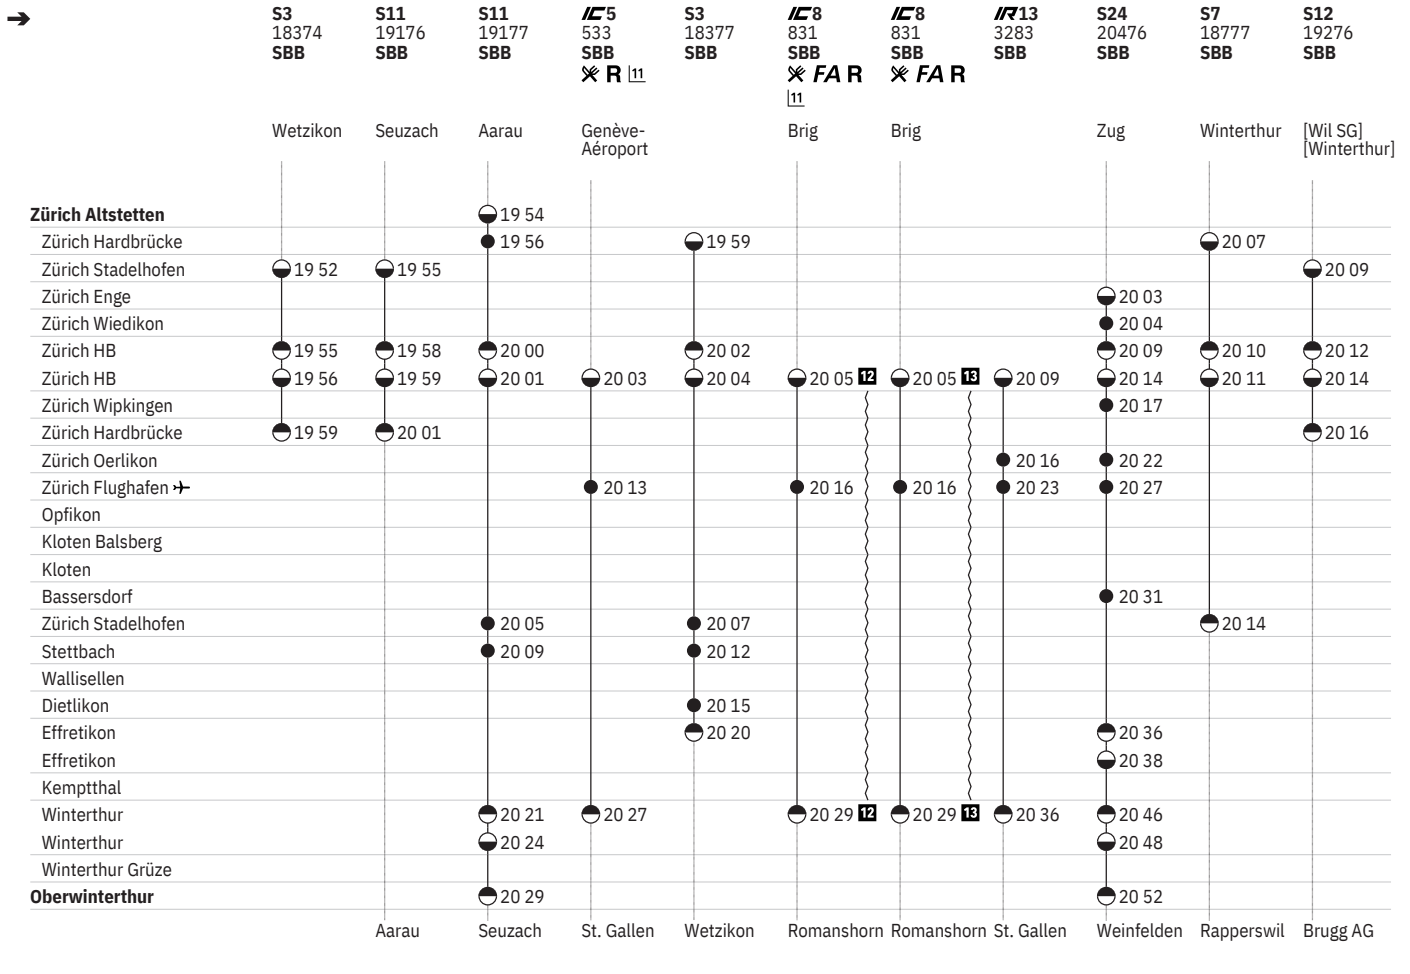 ➔ S3 S11 S11 IC5 S3 IC8 IC8 IR13 S24 S7 S12
18374 19176 19177 533 18377 831 831 3283 20476 18777 19276
SBB SBB SBB SBB SBB SBB SBB SBB SBB SBB SBB
R 11 FA R FA R
11
Wetzikon Seuzach Aarau Genève- Brig Brig Zug Winterthur [Wil SG]
Aéroport [Winterthur]
Zürich Altstetten 19 54
Zürich Hardbrücke 19 56 19 59 20 07
Zürich Stadelhofen 19 52 19 55 20 09
Zürich Enge 20 03
Zürich Wiedikon 20 04
Zürich HB 19 55 19 58 20 00 20 02 20 09 20 10 20 12
Zürich HB 19 56 19 59 20 01 20 03 20 04 20 05 12 20 05 13 20 09 20 14 20 11 20 14
Zürich Wipkingen 20 17
Zürich Hardbrücke 19 59 20 01 20 16
Zürich Oerlikon 20 16 20 22
Zürich Flughafen 20 13 20 16 20 16 20 23 20 27
Opfikon
Kloten Balsberg
Kloten
Bassersdorf 20 31
Zürich Stadelhofen 20 05 20 07 20 14
Stettbach 20 09 20 12
Wallisellen
Dietlikon 20 15
Effretikon 20 20 20 36
Effretikon 20 38
Kemptthal
Winterthur 20 21 20 27 20 29 12 20 29 13 20 36 20 46
Winterthur 20 24 20 48
Winterthur Grüze
Oberwinterthur 20 29 20 52
Aarau Seuzach St. Gallen Wetzikon Romanshorn Romanshorn St. Gallen Weinfelden Rapperswil Brugg AG